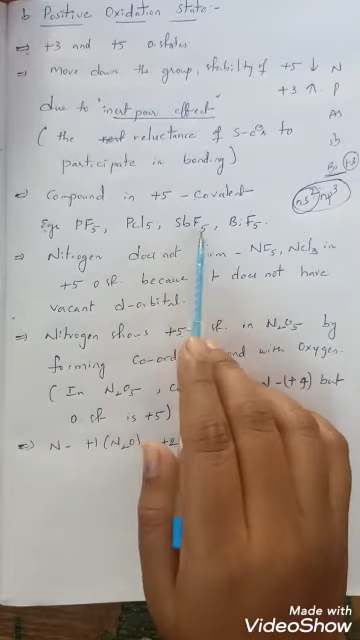 b Positive Oxidation state:-
⇒ +3 and +5 o.states
⇒ Move down the group, stability of +5 ↓ N
+3 ↑ P
due to "inert pair effect" As
(the reluctance of s-e⁻s to Sb
participate in bonding) Bi +3
⇒ Compound in +5 - covalent ns² np³
Eg:- PF₅, PCl₅, SbF₅, BiF₅.
⇒ Nitrogen does not - NF₅, NCl₅ in
+5 o.st because it does not have
vacant d-orbital.
⇒ Nitrogen shows +5 st. in N₂O₅ by
forming Co-ord with Oxygen.
(In N₂O₅, N-(+4) but
o.st is +5)
⇒ N- +1 (N₂O) +2
Made with
VideoShow